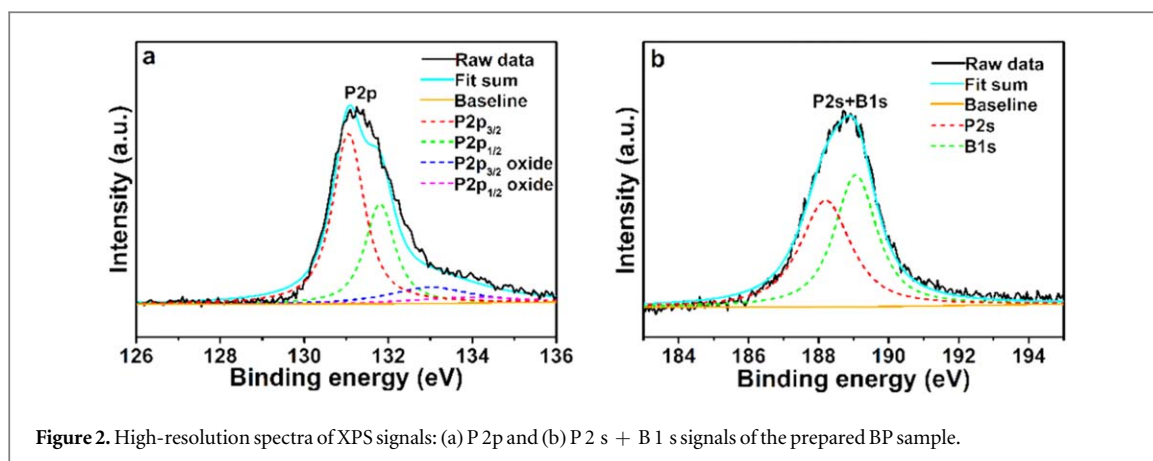 a
P2p
Raw data
Fit sum
Baseline
P2p3/2
P2p1/2
P2p3/2 oxide
P2p1/2 oxide
Intensity (a.u.)
126 128 130 132 134 136
Binding energy (eV)
b
P2s+B1s
Raw data
Fit sum
Baseline
P2s
B1s
Intensity (a.u.)
184 186 188 190 192 194
Binding energy (eV)
Figure 2. High-resolution spectra of XPS signals: (a) P 2p and (b) P 2 s + B 1 s signals of the prepared BP sample.